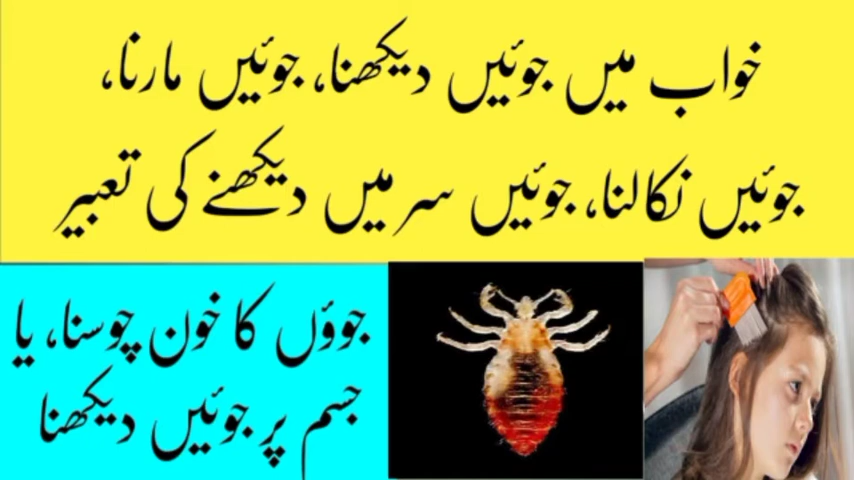 خواب میں جوئیں دیکھنا، جوئیں مارنا،
جوئیں نکالنا، جوئیں سر میں دیکھنے کی تعبیر
جوؤں کا خون چوسنا، یا
جسم پر جوئیں دیکھنا